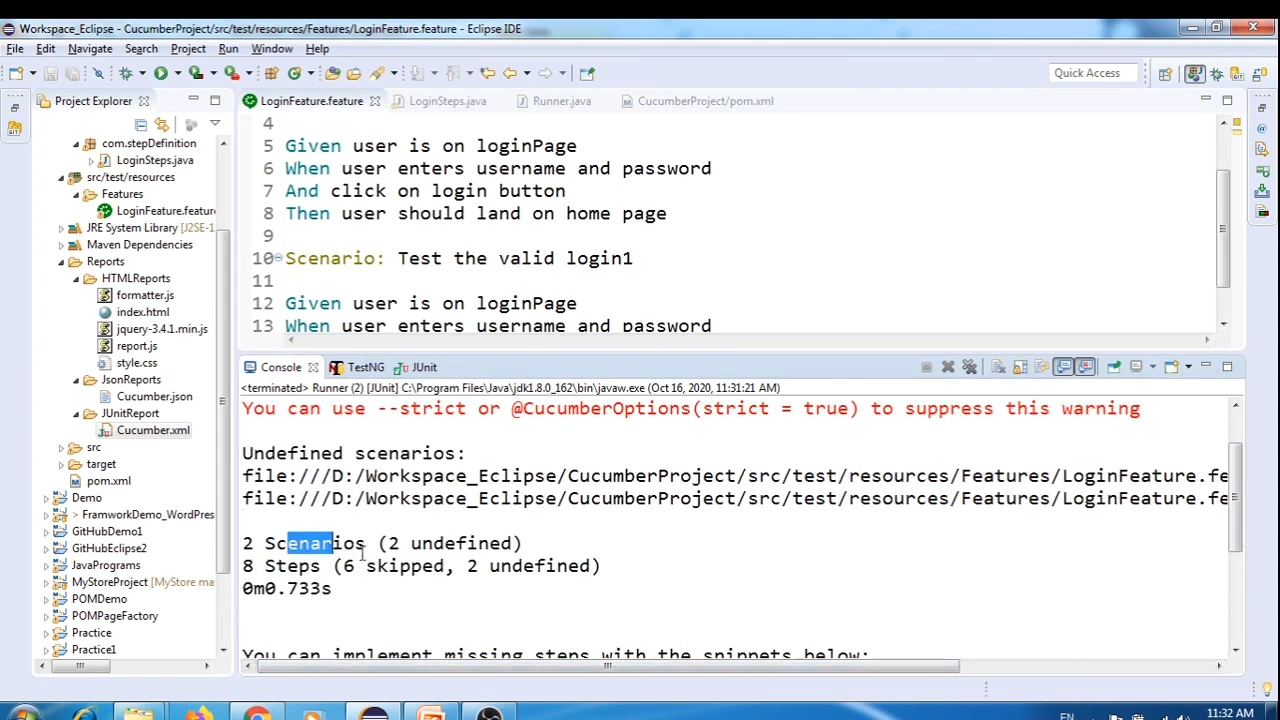 Workspace_Eclipse - CucumberProject/src/test/resources/Features/LoginFeature.feature - Eclipse IDE
File Edit Navigate Search Project Run Window Help
Quick Access
Project Explorer
com.stepDefinition
LoginSteps.java
src/test/resources
Features
LoginFeature.feature
JRE System Library [J2SE-1
Maven Dependencies
Reports
HTMLReports
formatter.js
index.html
jquery-3.4.1.min.js
report.js
style.css
JsonReports
Cucumber.json
JUnitReport
Cucumber.xml
src
target
pom.xml
Demo
> FramworkDemo_WordPres
GitHubDemo1
GitHubEclipse2
JavaPrograms
MyStoreProject [MyStore ma
POMDemo
POMPageFactory
Practice
Practice1
LoginFeature.feature LoginSteps.java Runner.java CucumberProject/pom.xml
4
5 Given user is on loginPage
6 When user enters username and password
7 And click on login button
8 Then user should land on home page
9
10 Scenario: Test the valid login1
11
12 Given user is on loginPage
13 When user enters username and password
Console TestNG JUnit
<terminated> Runner (2) [JUnit] C:\Program Files\Java\jdk1.8.0_162\bin\javaw.exe (Oct 16, 2020, 11:31:21 AM)
You can use --strict or @CucumberOptions(strict = true) to suppress this warning
Undefined scenarios:
file:///D:/Workspace_Eclipse/CucumberProject/src/test/resources/Features/LoginFeature.fe
file:///D:/Workspace_Eclipse/CucumberProject/src/test/resources/Features/LoginFeature.fe
2 Scenarios (2 undefined)
8 Steps (6 skipped, 2 undefined)
0m0.733s
You can implement missing steps with the snippets below:
EN
11:32 AM